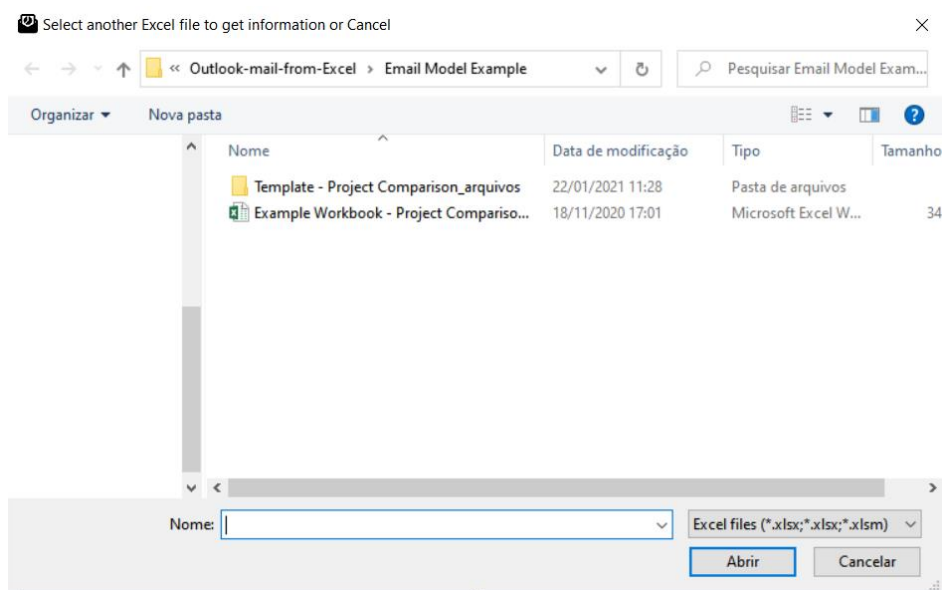 Select another Excel file to get information or Cancel
« Outlook-mail-from-Excel > Email Model Example
Pesquisar Email Model Exam...
Organizar
Nova pasta
Nome
Data de modificação
Tipo
Tamanho
Template - Project Comparison_arquivos 22/01/2021 11:28 Pasta de arquivos
Example Workbook - Project Compariso... 18/11/2020 17:01 Microsoft Excel W... 34
Nome:
Excel files (*.xlsx;*.xlsx;*.xlsm)
Abrir
Cancelar